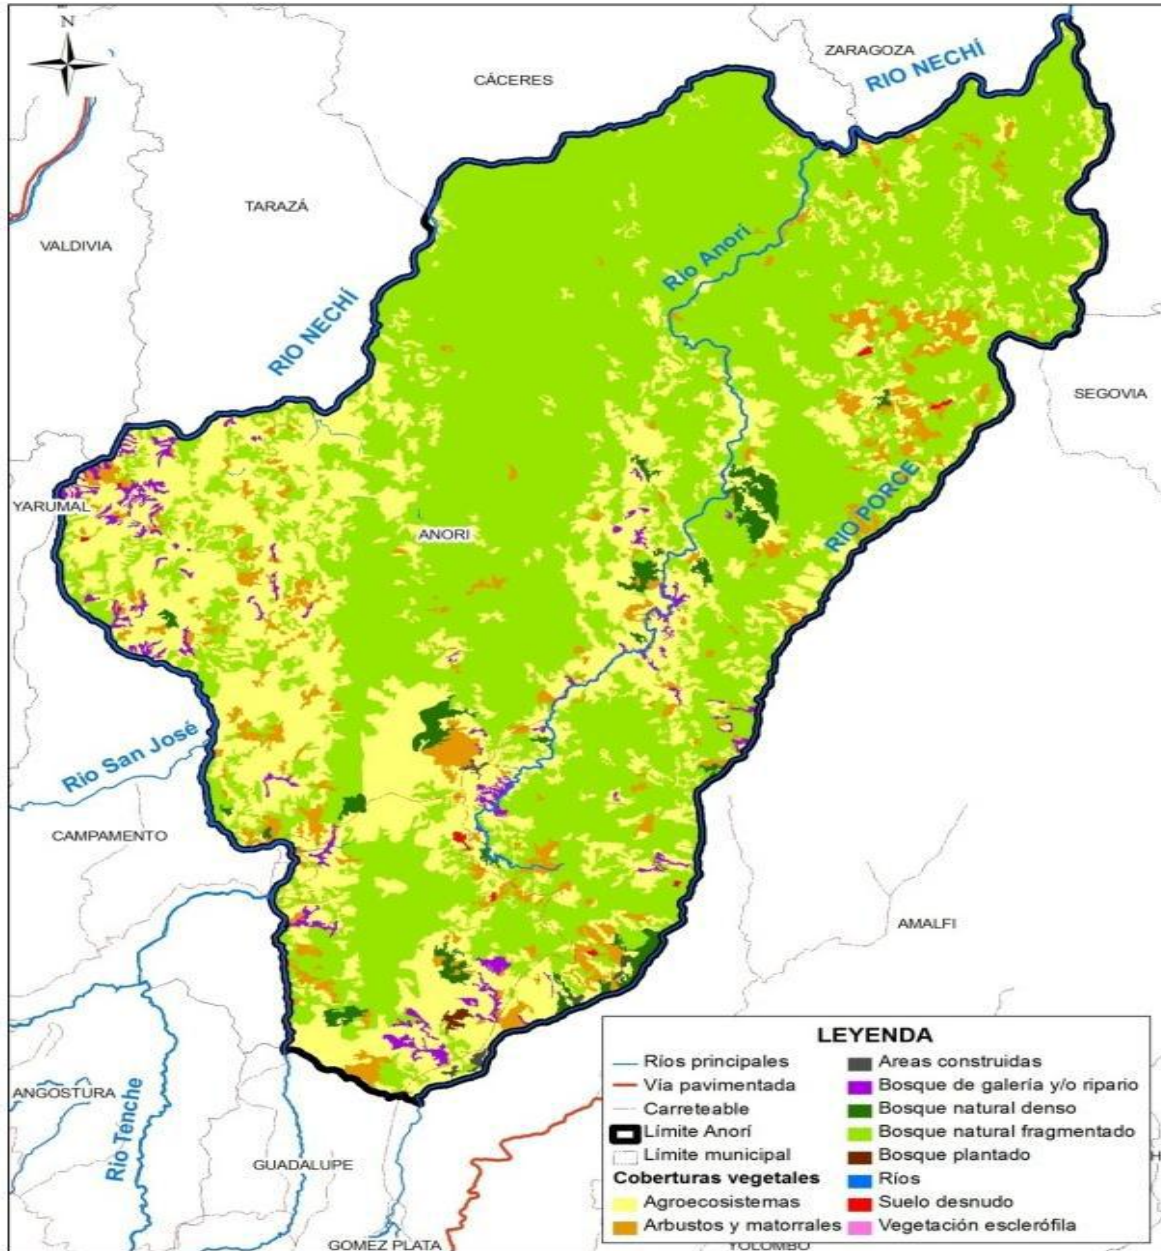 N
ZARAGOZA
RIO NECHÍ
CÁCERES
TARAZÁ
VALDIVIA
Río Anorí
RIO NECHÍ
SEGOVIA
YARUMAL
ANORI
RIO PORCE
Rio San José
CAMPAMENTO
AMALFI
ANGOSTURA
Rio Tenche
GUADALUPE
GOMEZ PLATA
YOLOMBO
LEYENDA
Ríos principales
Vía pavimentada
Carreteable
Límite Anorí
Límite municipal
Coberturas vegetales
Agroecosistemas
Arbustos y matorrales
Areas construidas
Bosque de galería y/o ripario
Bosque natural denso
Bosque natural fragmentado
Bosque plantado
Ríos
Suelo desnudo
Vegetación esclerófila